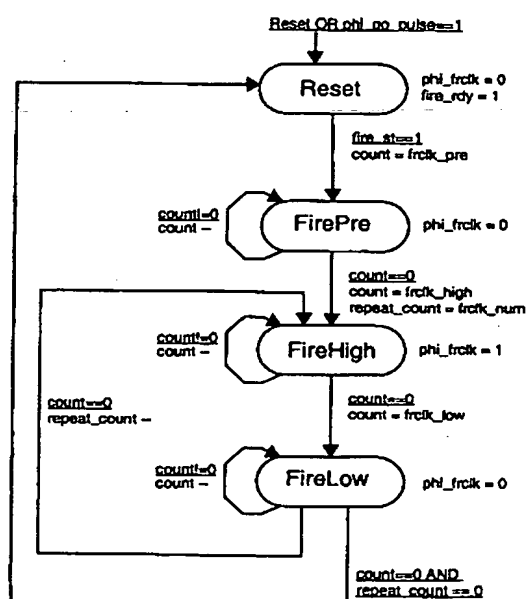 Reset OR phi_po_pulse==1
Reset
phi_frclk = 0
fire_rdy = 1
fire_st==1
count = frclk_pre
count!=0
count --
FirePre
phi_frclk = 0
count==0
count = frclk_high
repeat_count = frclk_num
count!=0
count --
FireHigh
phi_frclk = 1
count==0
repeat_count --
count==0
count = frclk_low
count!=0
count --
FireLow
phi_frclk = 0
count==0 AND
repeat_count == 0